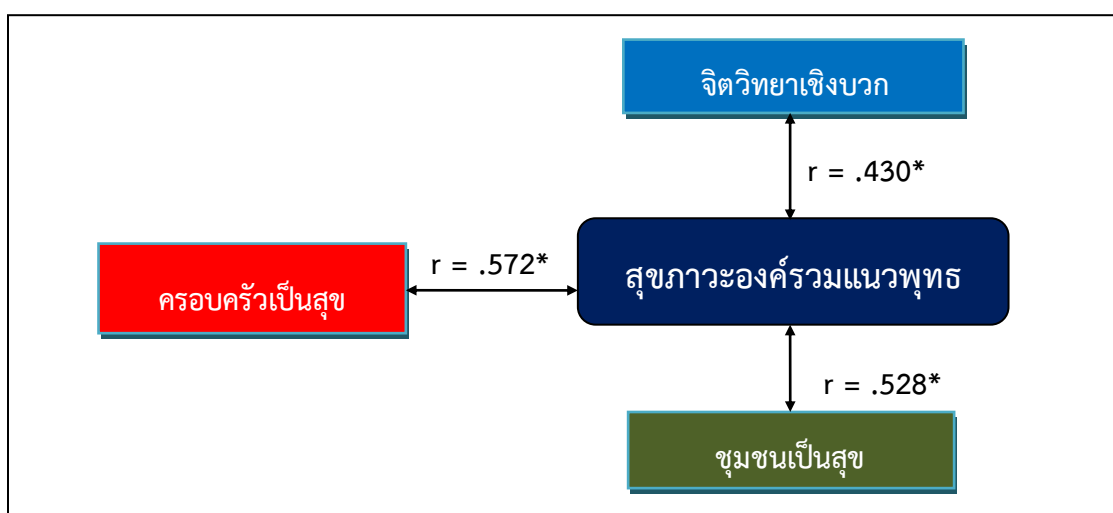 จิตวิทยาเชิงบวก
r = .430*
r = .572*
สุขภาวะองค์รวมแนวพุทธ
ครอบครัวเป็นสุข
r = .528*
ชุมชนเป็นสุข